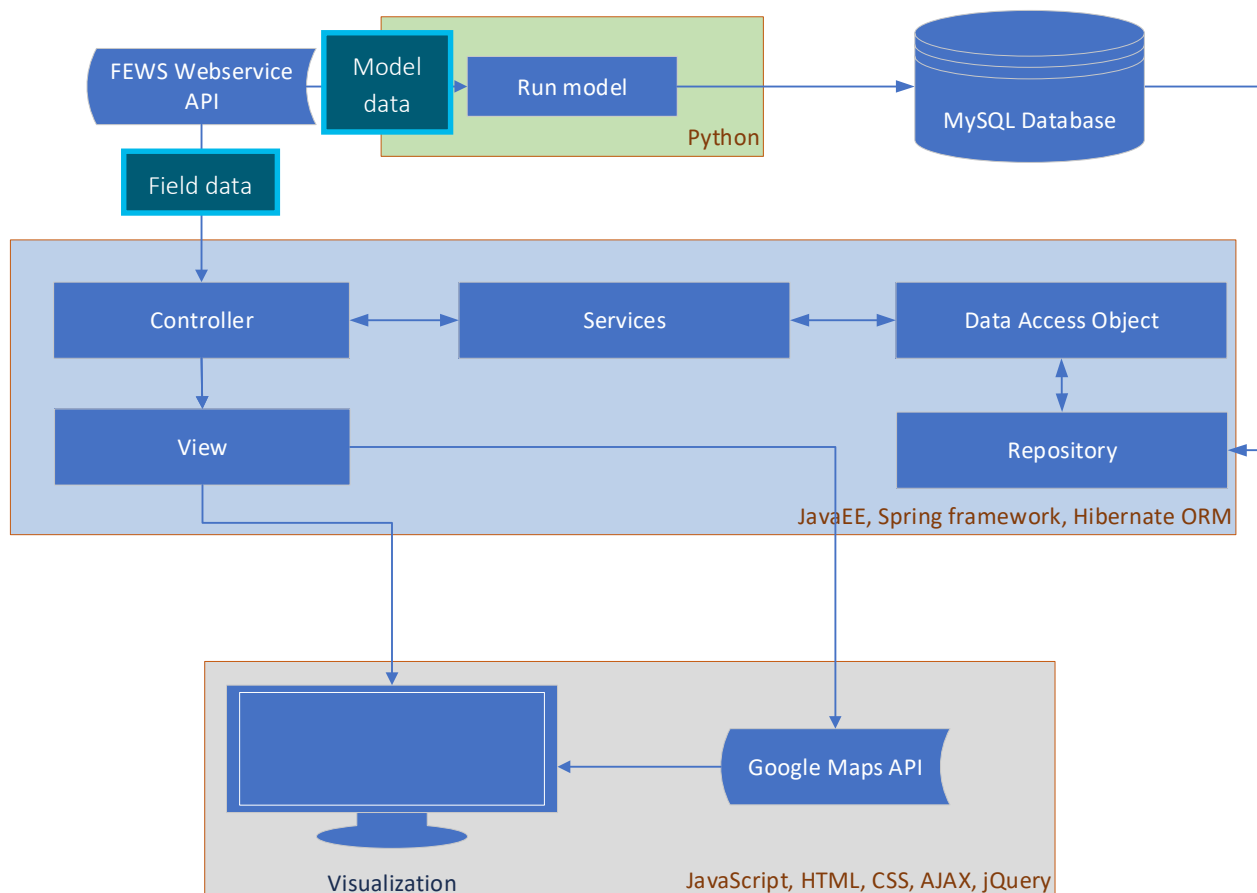 FEWS Webservice
API
Model
data
Run model
Python
MySQL Database
Field data
Controller
Services
Data Access Object
View
Repository
JavaEE, Spring framework, Hibernate ORM
Google Maps API
Visualization
JavaScript, HTML, CSS, AJAX, jQuery